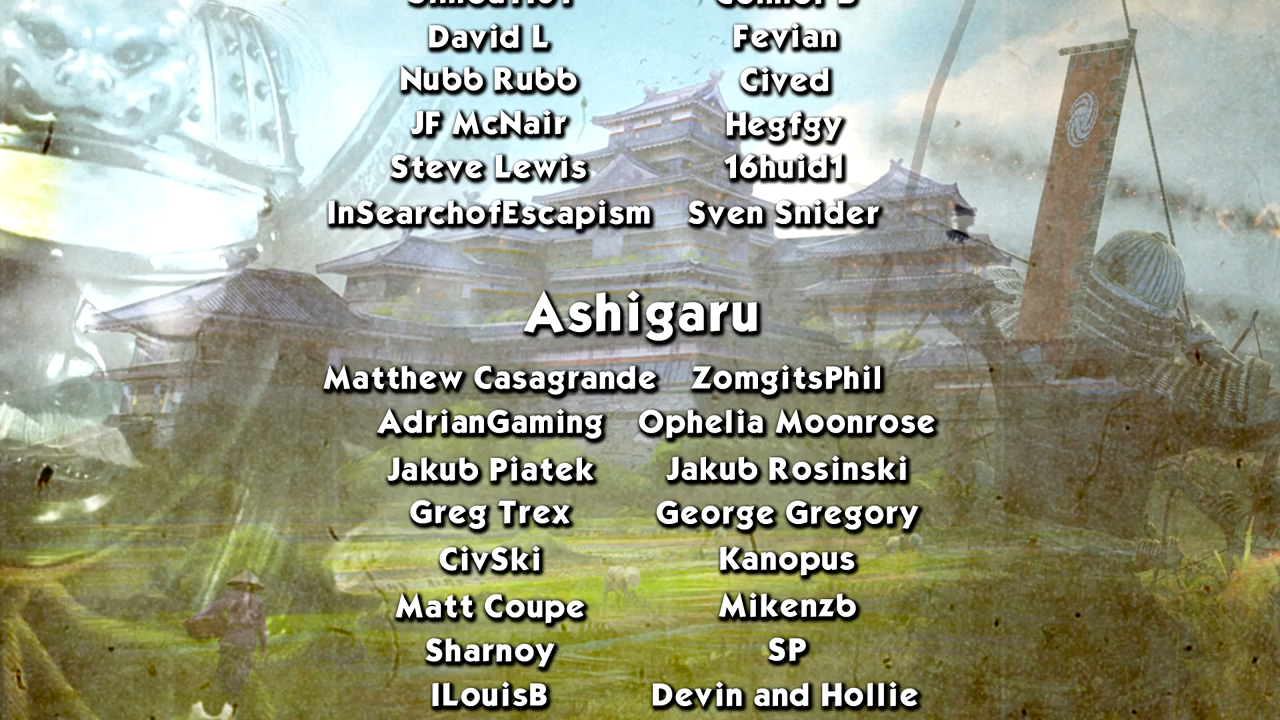 David L Fevian
Nubb Rubb Cived
JF McNair Hegfgy
Steve Lewis 16huid1
InSearchofEscapism Sven Snider
Ashigaru
Matthew Casagrande ZomgitsPhil
AdrianGaming Ophelia Moonrose
Jakub Piatek Jakub Rosinski
Greg Trex George Gregory
CivSki Kanopus
Matt Coupe Mikenzb
Sharnoy SP
ILouisB Devin and Hollie